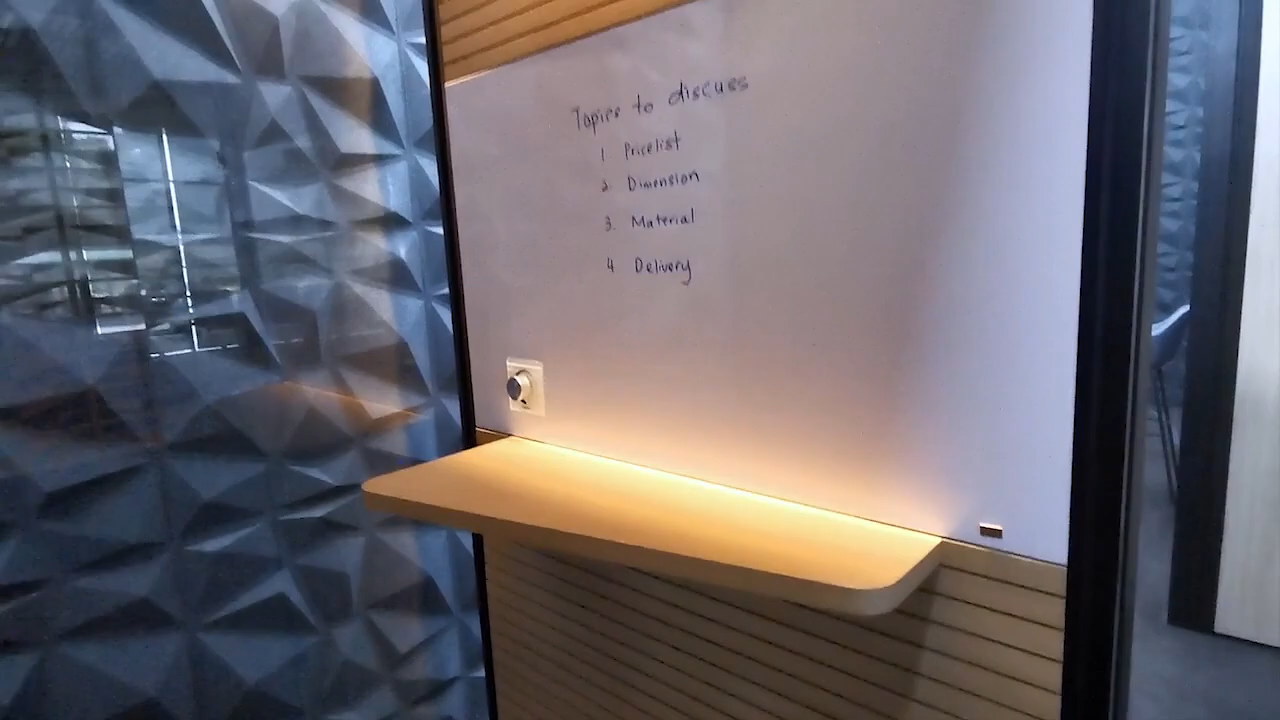 Topics to discuss
1 Pricelist
2. Dimension
3. Material
4 Delivery